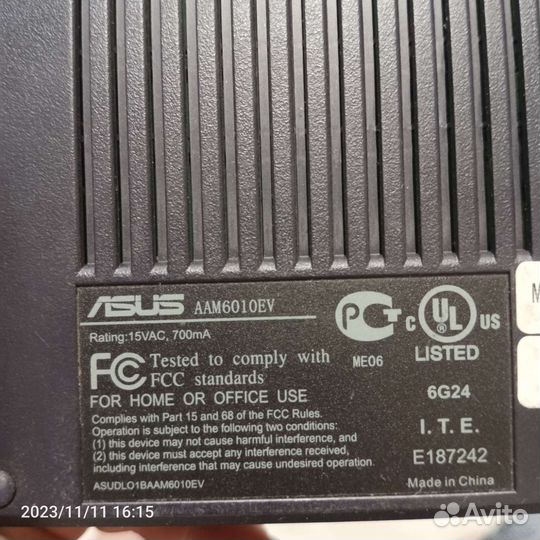 ASUS AAM6010EV
Rating:15VAC, 700mA
FC Tested to comply with
FCC standards
FOR HOME OR OFFICE USE
Complies with Part 15 and 68 of the FCC Rules.
Operation is subject to the following two conditions:
(1) this device may not cause harmful interference, and
(2) this device must accept any interference received,
including interference that may cause undesired operation.
ASUDLO1BAAM6010EV
PCT
ME06
c UL US
LISTED
6G24
I. T. E.
E187242
Made in China
M
2023/11/11 16:15
Avito